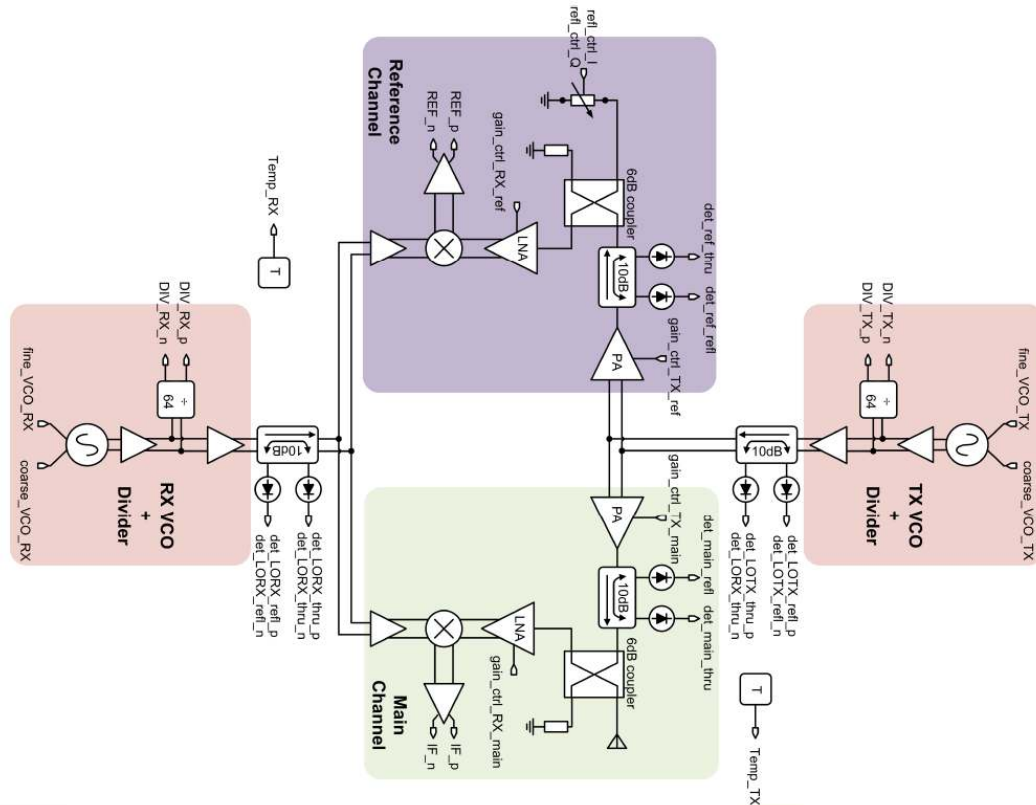 fine_VCO_TX
coarse_VCO_TX
DIV_TX_n
DIV_TX_p
÷
64
TX VCO
+
Divider
10dB
det_LOTX_refl_p
det_LOTX_refl_n
det_LOTX_thru_p
det_LORX_thru_n
T
Temp_TX
det_ref_thru
det_ref_refl
gain_ctrl_TX_ref
gain_ctrl_TX_main
det_main_refl
det_main_thru
6dB coupler
10dB
PA
PA
10dB
6dB coupler
refl_ctrl_I
refl_ctrl_Q
gain_ctrl_RX_ref
LNA
LNA
gain_ctrl_RX_main
REF_p
REF_n
IF_p
IF_n
Reference
Channel
Main
Channel
Temp_RX
T
10dB
det_LORX_thru_p
det_LORX_thru_n
det_LORX_refl_p
det_LORX_refl_n
DIV_RX_p
DIV_RX_n
÷
64
RX VCO
+
Divider
fine_VCO_RX
coarse_VCO_RX